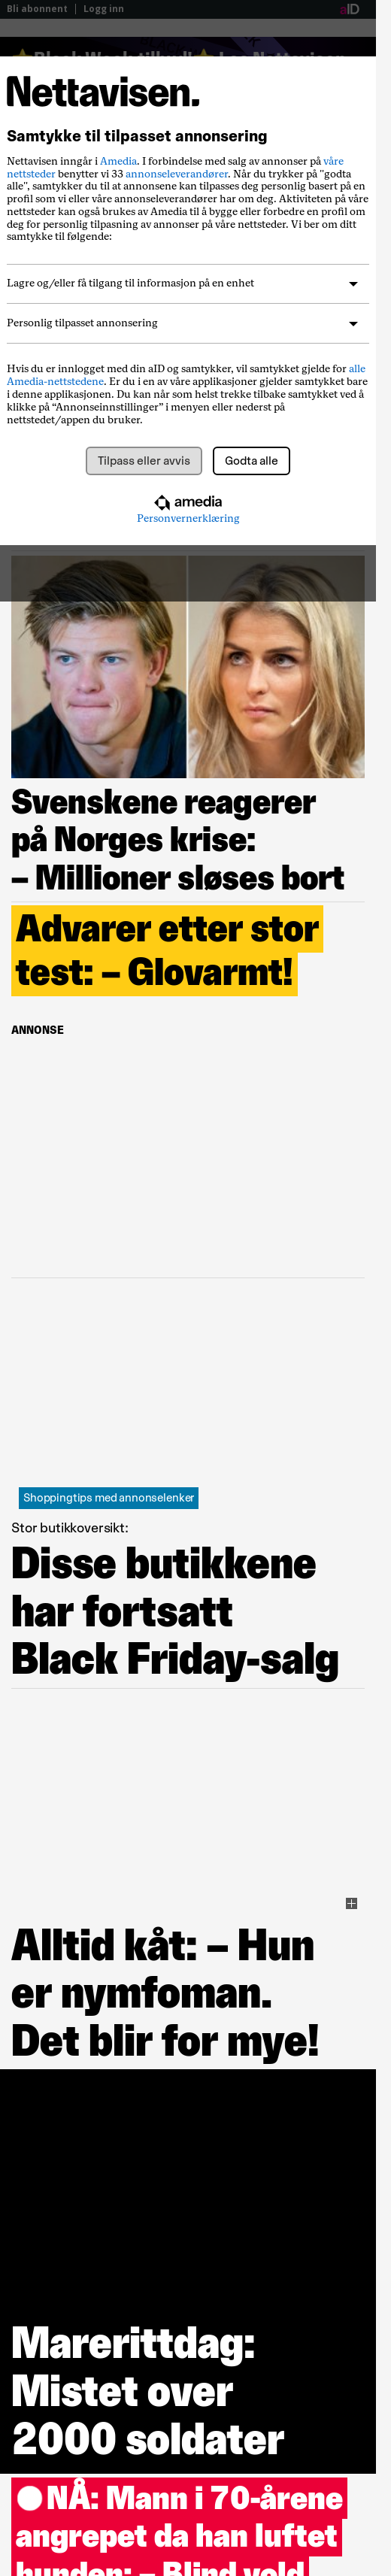 Bli abonnent | Logg inn
aID
Nettavisen.
Samtykke til tilpasset annonsering
Nettavisen inngår i Amedia. I forbindelse med salg av annonser på våre
nettsteder benytter vi 33 annonseleverandører. Når du trykker på "godta
alle", samtykker du til at annonsene kan tilpasses deg personlig basert på en
profil som vi eller våre annonseleverandører har om deg. Aktiviteten på våre
nettsteder kan også brukes av Amedia til å bygge eller forbedre en profil om
deg for personlig tilpasning av annonser på våre nettsteder. Vi ber om ditt
samtykke til følgende:
Lagre og/eller få tilgang til informasjon på en enhet
Personlig tilpasset annonsering
Hvis du er innlogget med din aID og samtykker, vil samtykket gjelde for alle
Amedia-nettstedene. Er du i en av våre applikasjoner gjelder samtykket bare
i denne applikasjonen. Du kan når som helst trekke tilbake samtykket ved å
klikke på “Annonseinnstillinger” i menyen eller nederst på
nettstedet/appen du bruker.
Tilpass eller avvis
Godta alle
amedia
Personvernerklæring
Svenskene reagerer
på Norges krise:
– Millioner sløses bort
Advarer etter stor
test: – Glovarmt!
ANNONSE
Shoppingtips med annonselenker
Stor butikkoversikt:
Disse butikkene
har fortsatt
Black Friday-salg
Alltid kåt: – Hun
er nymfoman.
Det blir for mye!
Marerittdag:
Mistet over
2000 soldater
NÅ: Mann i 70-årene
angrepet da han luftet
hunden: – Blind vold